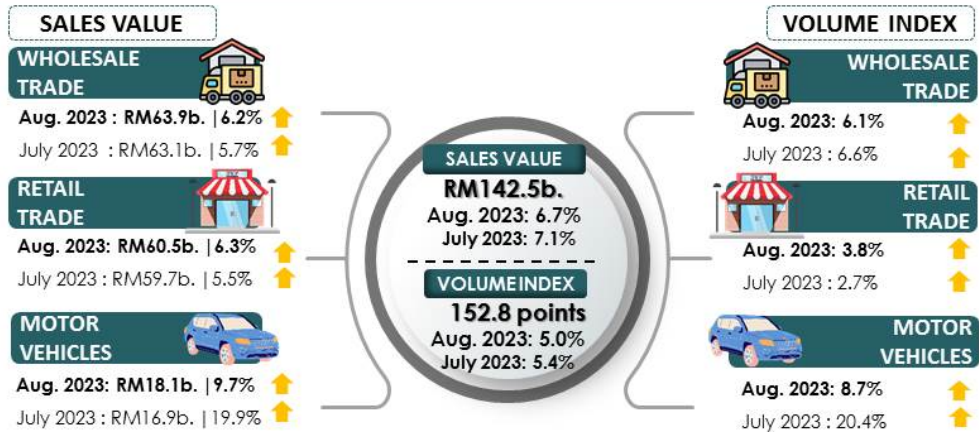 SALES VALUE
WHOLESALE
TRADE
Aug. 2023 : RM63.9b. |6.2%
July 2023 : RM63.1b. |5.7%
RETAIL
TRADE
Aug. 2023: RM60.5b. |6.3%
July 2023: RM59.7b. |5.5%
MOTOR
VEHICLES
Aug. 2023: RM18.1b. |9.7%
July 2023: RM16.9b. |19.9%
SALES VALUE
RM142.5b.
Aug. 2023: 6.7%
July 2023: 7.1%
VOLUME INDEX
152.8 points
Aug. 2023: 5.0%
July 2023: 5.4%
VOLUME INDEX
WHOLESALE
TRADE
Aug. 2023: 6.1%
July 2023 : 6.6%
RETAIL
TRADE
Aug. 2023: 3.8%
July 2023 : 2.7%
MOTOR
VEHICLES
Aug. 2023: 8.7%
July 2023 : 20.4%